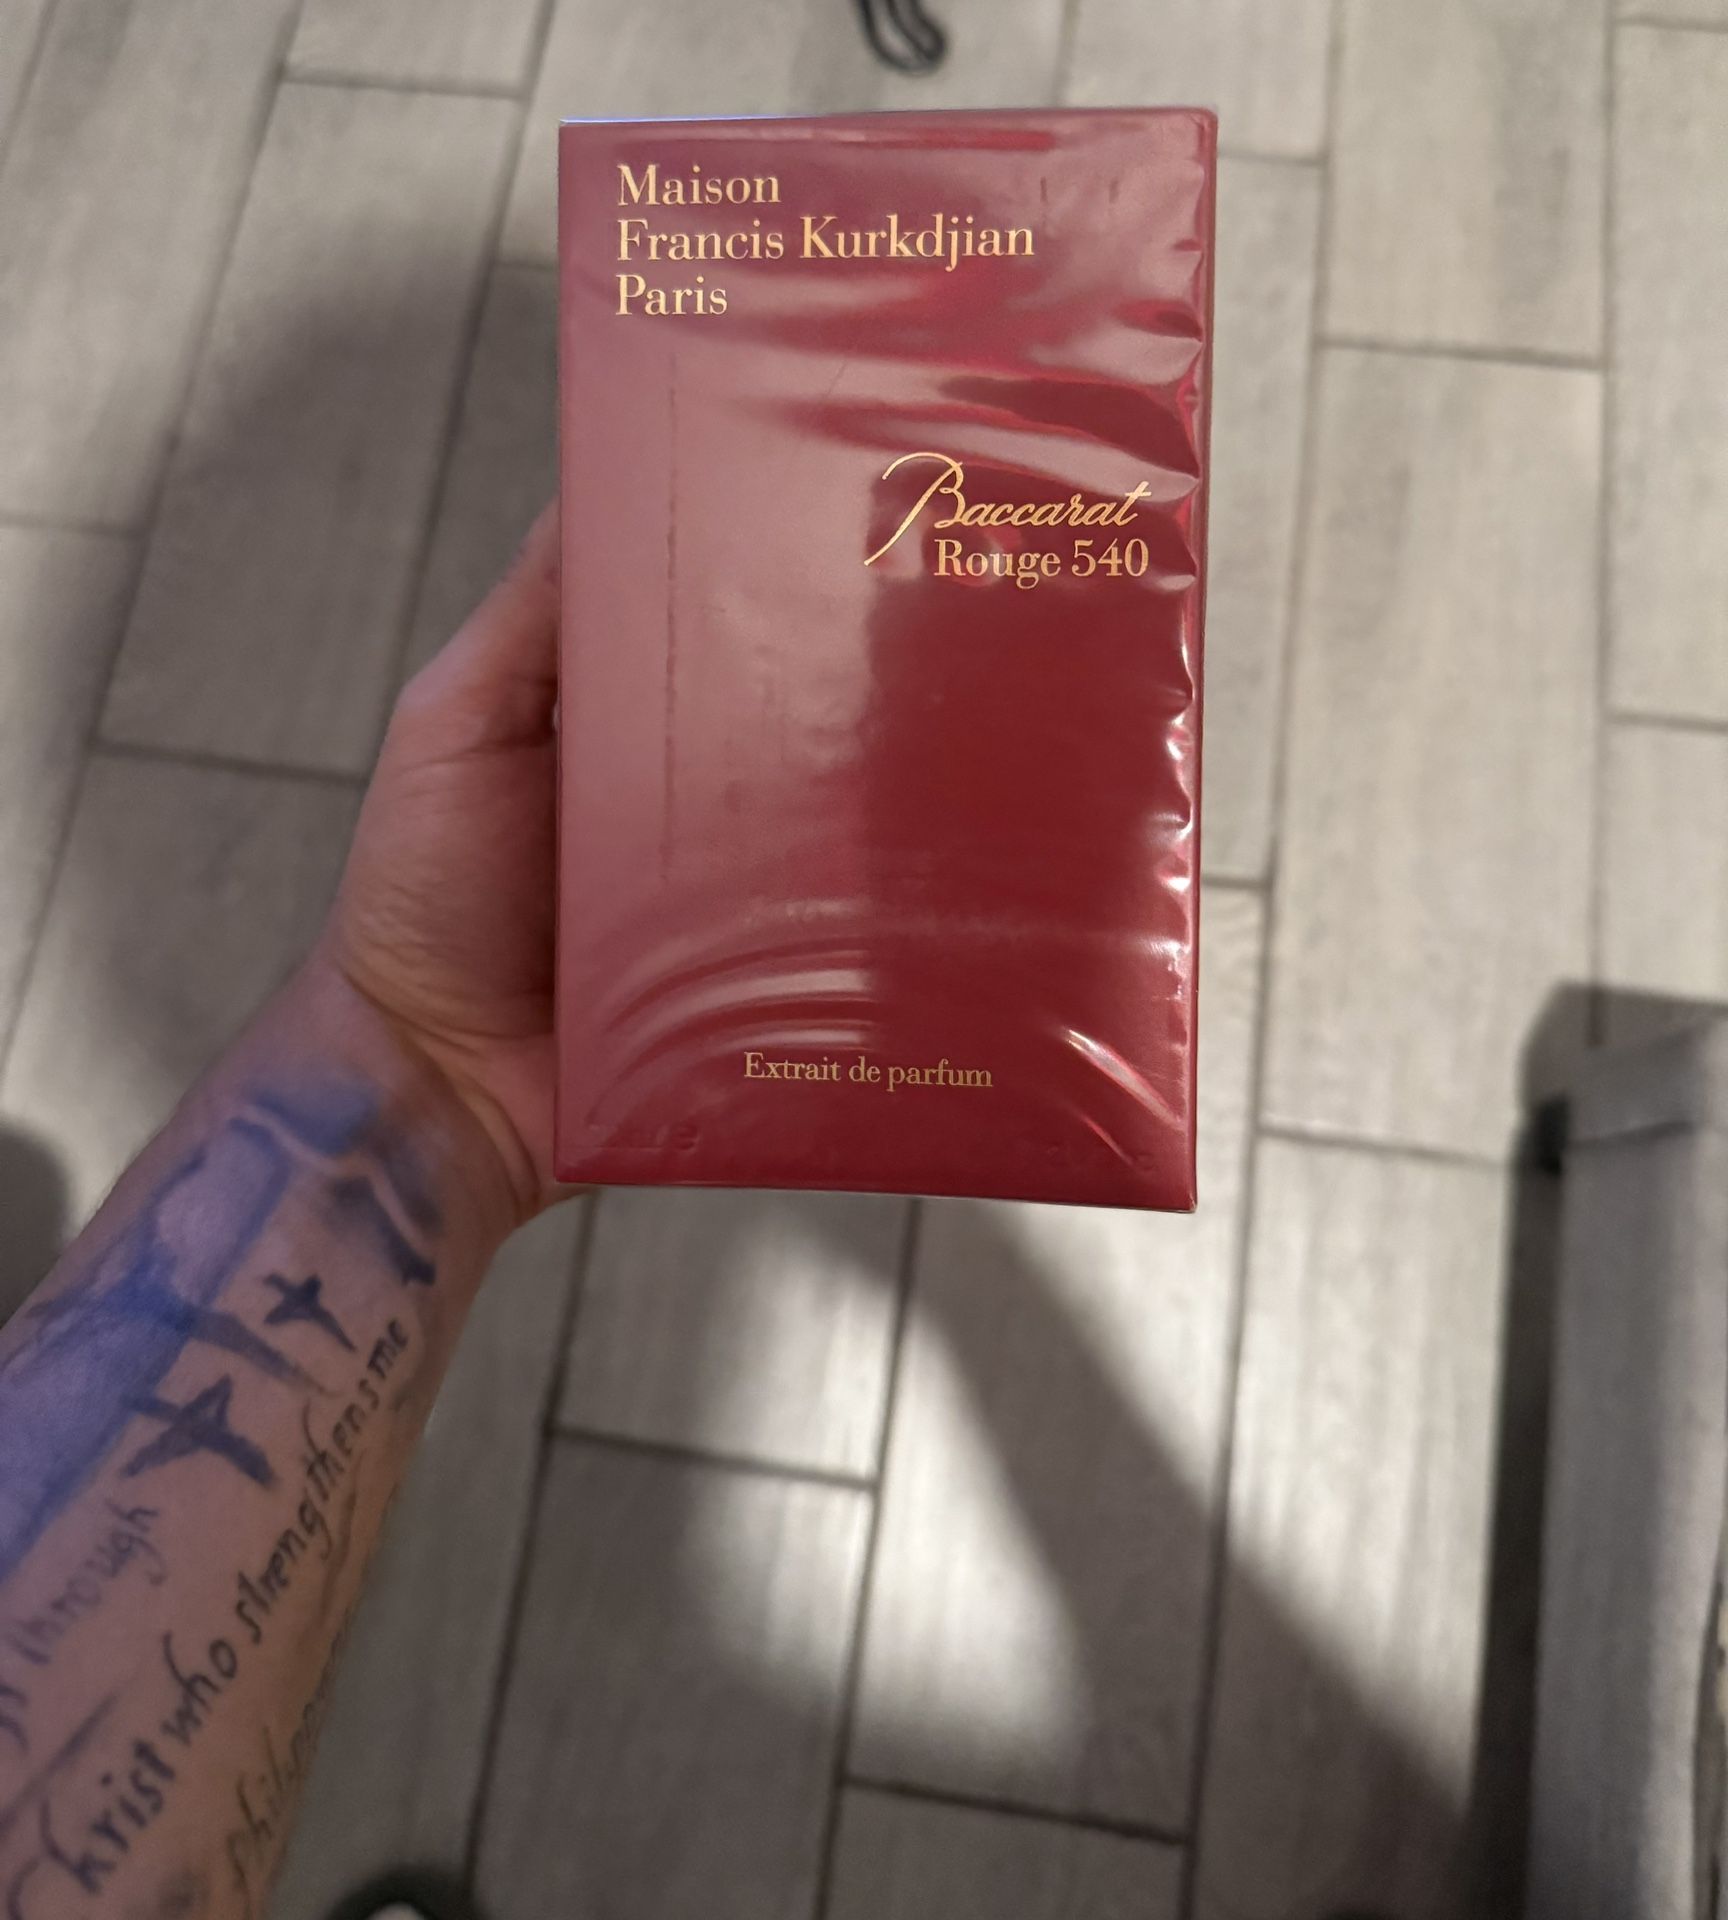 Maison
Francis Kurkdjian
Paris
Baccarat
Rouge 540
Extrait de parfum
through
Christ who strengthens me